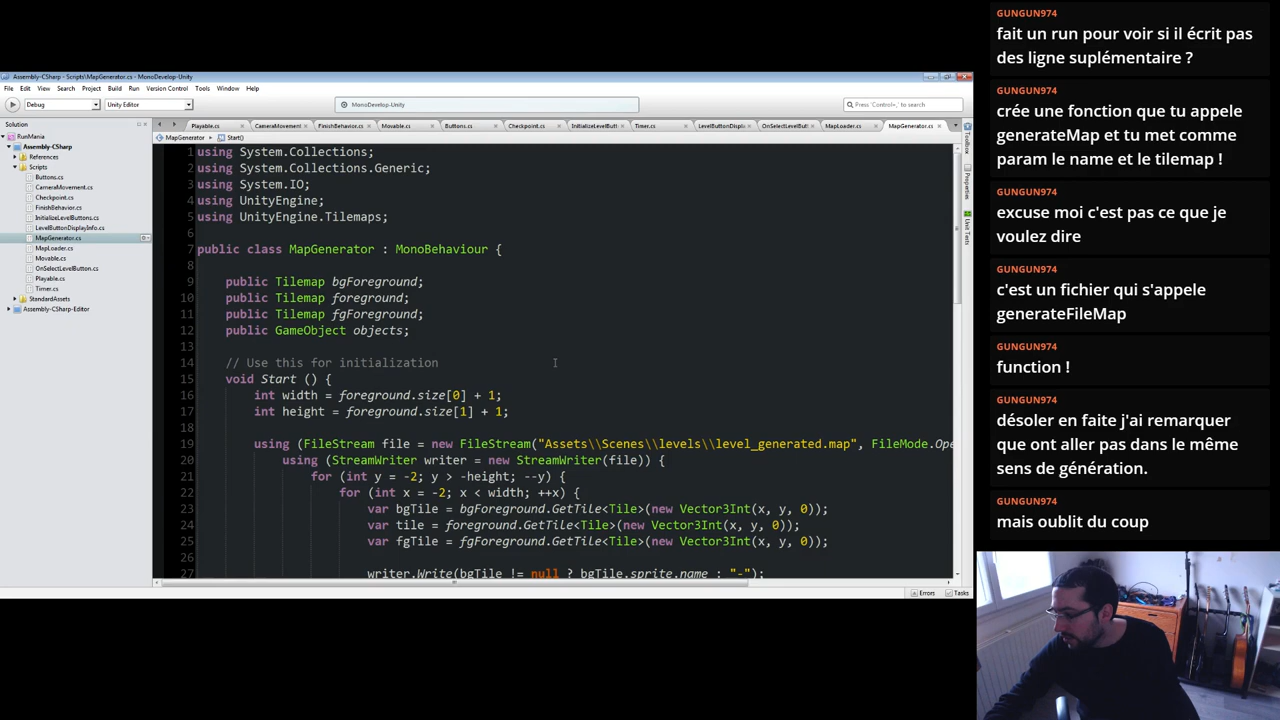 Assembly-CSharp - Scripts\MapGenerator.cs - MonoDevelop-Unity
File Edit View Search Project Build Run Version Control Tools Window Help
Debug
Unity Editor
MonoDevelop-Unity
Press 'Control+,' to search
Solution
Playable.cs
CameraMovement
FinishBehavior.cs
Movable.cs
Buttons.cs
Checkpoint.cs
InitializeLevelButt
Timer.cs
LevelButtonDispla
OnSelectLevelButt
MapLoader.cs
MapGenerator.cs
MapGenerator
Start()
RunMania
Assembly-CSharp
References
Scripts
Buttons.cs
CameraMovement.cs
Checkpoint.cs
FinishBehavior.cs
InitializeLevelButtons.cs
LevelButtonDisplayInfo.cs
MapGenerator.cs
MapLoader.cs
Movable.cs
OnSelectLevelButton.cs
Playable.cs
Timer.cs
StandardAssets
Assembly-CSharp-Editor
1 using System.Collections;
2 using System.Collections.Generic;
3 using System.IO;
4 using UnityEngine;
5 using UnityEngine.Tilemaps;
6
7 public class MapGenerator : MonoBehaviour {
8
9 public Tilemap bgForeground;
10 public Tilemap foreground;
11 public Tilemap fgForeground;
12 public GameObject objects;
13
14 // Use this for initialization
15 void Start () {
16 int width = foreground.size[0] + 1;
17 int height = foreground.size[1] + 1;
18
19 using (FileStream file = new FileStream("Assets\\Scenes\\levels\\level_generated.map", FileMode.Ope
20 using (StreamWriter writer = new StreamWriter(file)) {
21 for (int y = -2; y > -height; --y) {
22 for (int x = -2; x < width; ++x) {
23 var bgTile = bgForeground.GetTile<Tile>(new Vector3Int(x, y, 0));
24 var tile = foreground.GetTile<Tile>(new Vector3Int(x, y, 0));
25 var fgTile = fgForeground.GetTile<Tile>(new Vector3Int(x, y, 0));
26
27 writer.Write(bgTile != null ? bgTile.sprite.name : "-");
Toolbox
Properties
Unit Tests
Errors
Tasks
GUNGUN974
fait un run pour voir si il écrit pas
des ligne suplémentaire ?
GUNGUN974
crée une fonction que tu appele
generateMap et tu met comme
param le name et le tilemap !
GUNGUN974
excuse moi c'est pas ce que je
voulez dire
GUNGUN974
c'est un fichier qui s'appele
generateFileMap
GUNGUN974
function !
GUNGUN974
désoler en faite j'ai remarquer
que ont aller pas dans le même
sens de génération.
GUNGUN974
mais oublit du coup